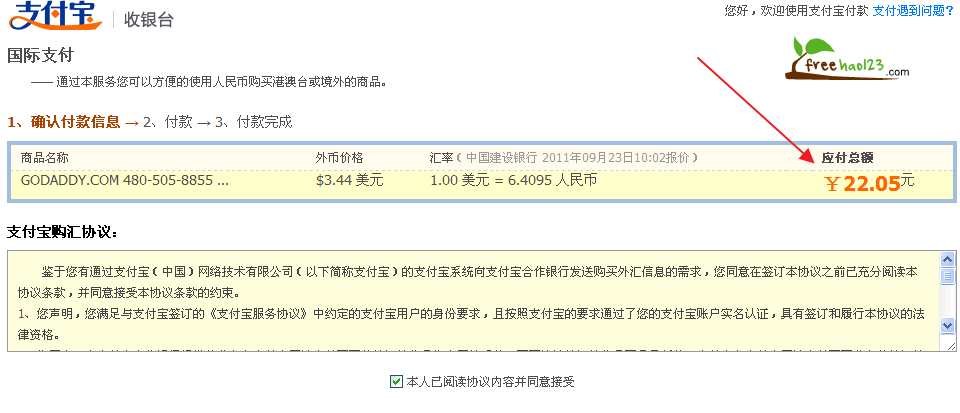 支付宝 | 收银台
您好，欢迎使用支付宝付款 支付遇到问题？
国际支付
—— 通过本服务您可以方便的使用人民币购买港澳台或境外的商品。
freehao123.com
1、确认付款信息 → 2、付款 → 3、付款完成
商品名称 外币价格 汇率（中国建设银行 2011年09月23日10:02报价） 应付总额
GODADDY.COM 480-505-8855 ... $3.44 美元 1.00 美元 = 6.4095 人民币 ￥22.05元
支付宝购汇协议：
鉴于您有通过支付宝（中国）网络技术有限公司（以下简称支付宝）的支付宝系统向支付宝合作银行发送购买外汇信息的需求，您同意在签订本协议之前已充分阅读本
协议条款，并同意接受本协议条款的约束。
1、您声明，您满足与支付宝签订的《支付宝服务协议》中约定的支付宝用户的身份要求，且按照支付宝的要求通过了您的支付宝账户实名认证，具有签订和履行本协议的法
律资格。
本人已阅读协议内容并同意接受